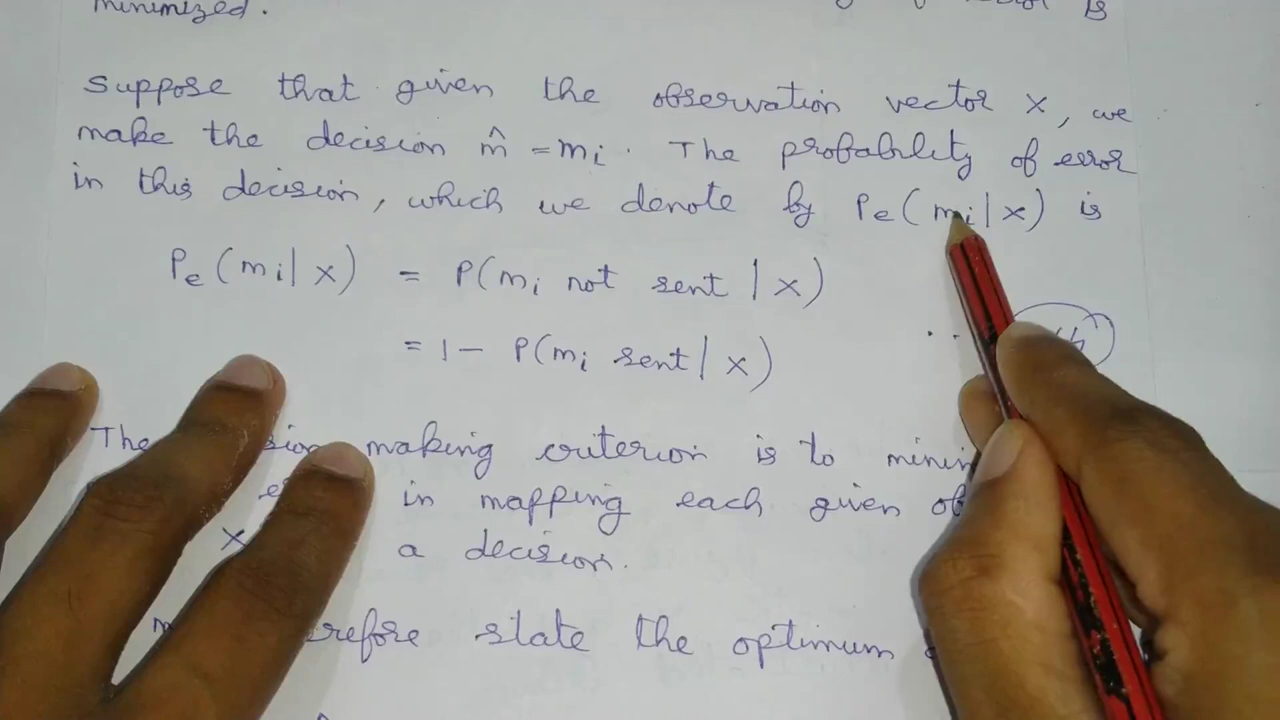 minimized. is
Suppose that given the observation vector x, we
make the decision m̂ = mi. The probability of error
in this decision, which we denote by Pe(mi|x) is
Pe(mi|x) = P(mi not sent | x)
= 1 - P(mi sent | x)
The making criterion is to
in mapping each given
x a decision.
state the optimum